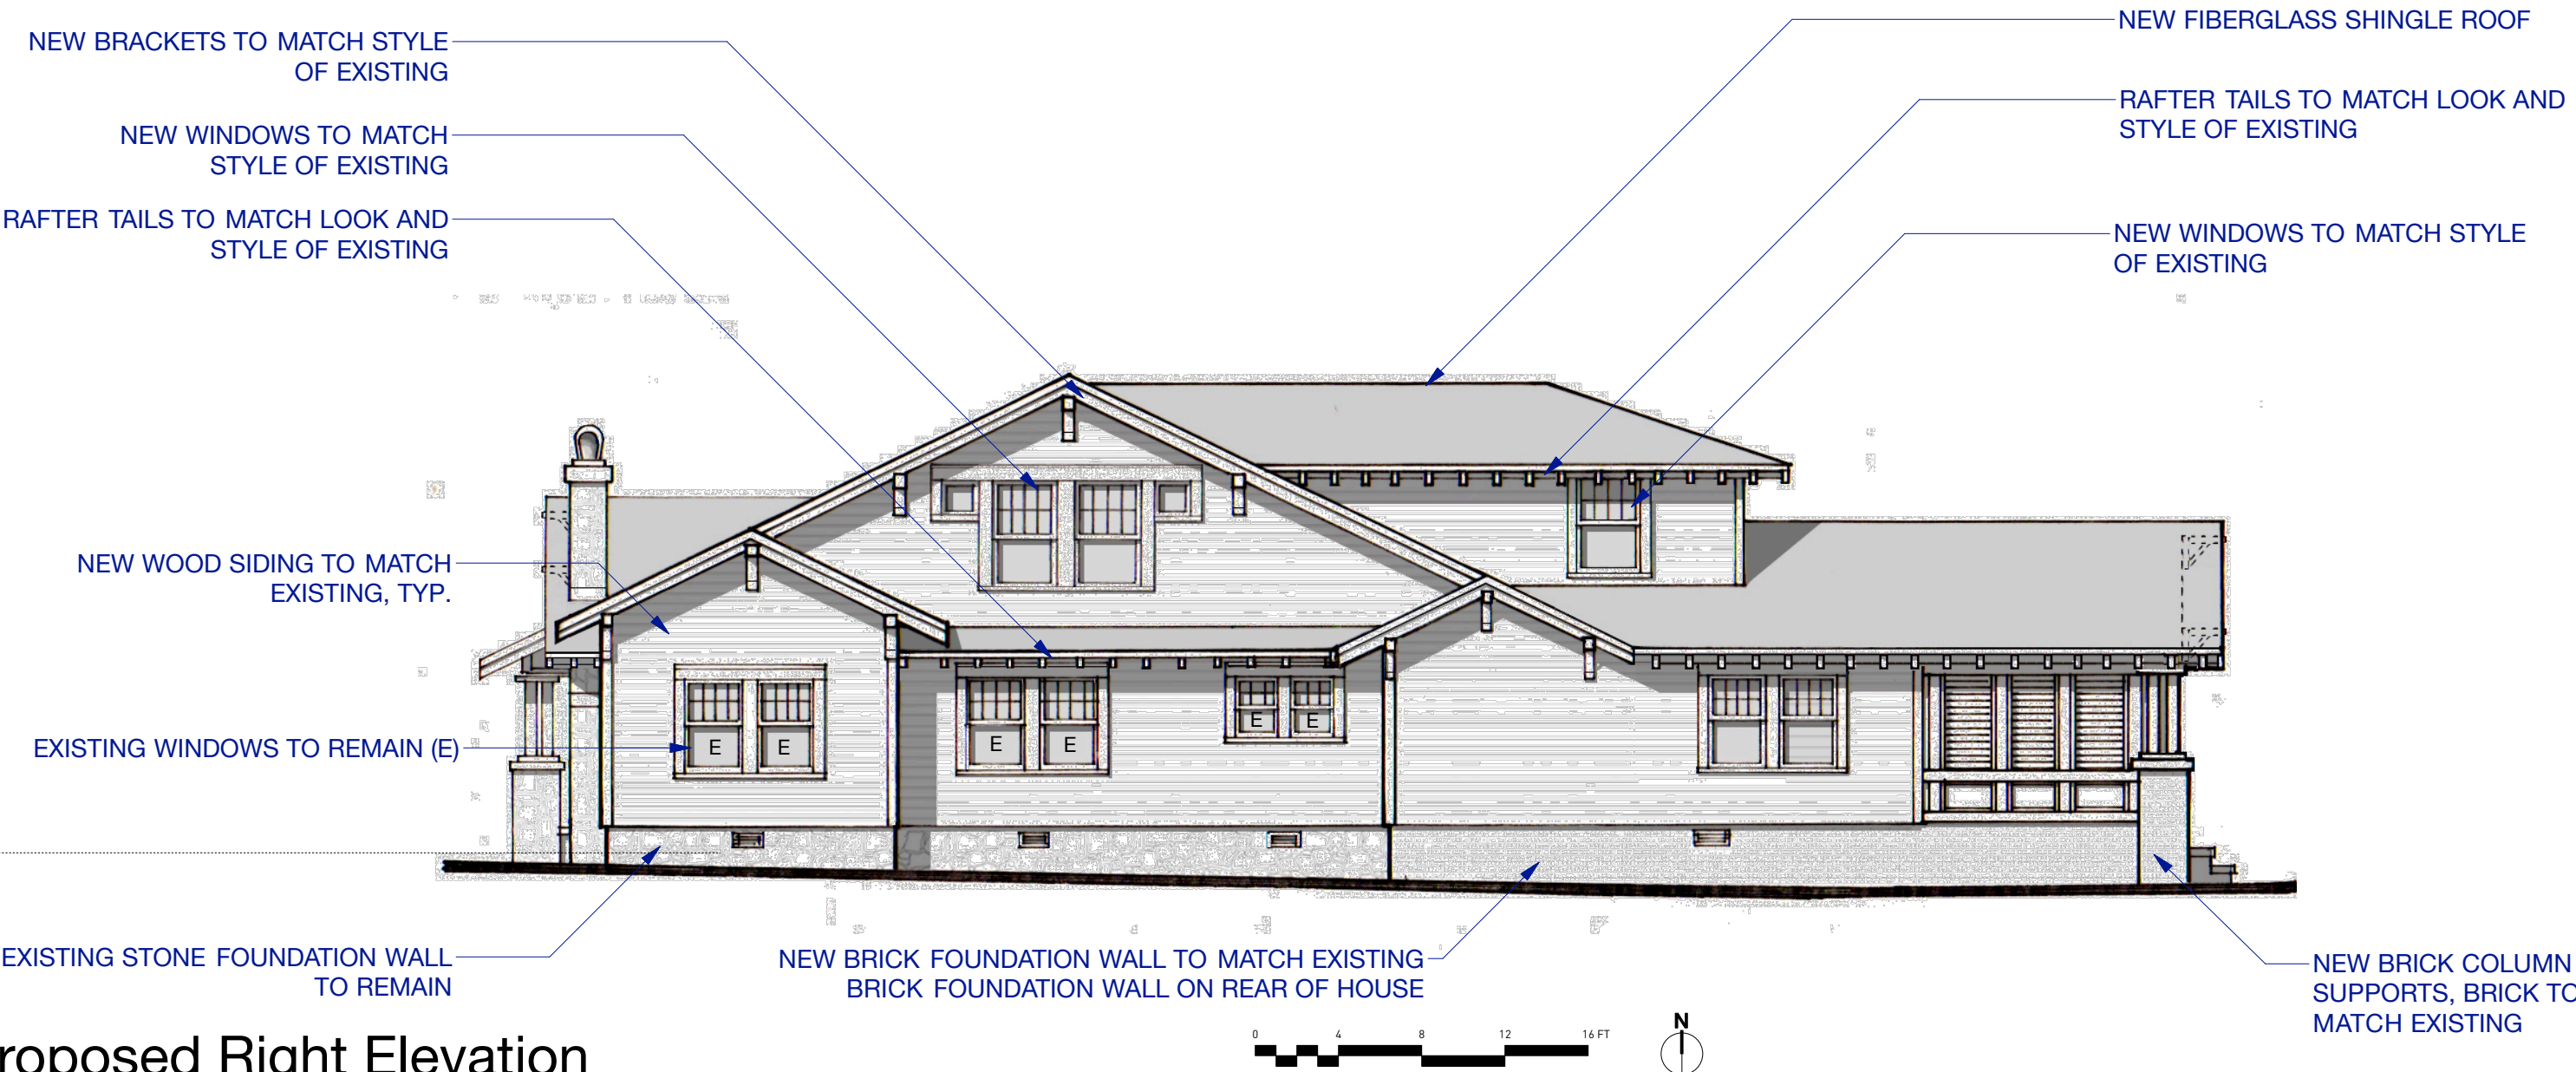 NEW BRACKETS TO MATCH STYLE
OF EXISTING
NEW WINDOWS TO MATCH
STYLE OF EXISTING
RAFTER TAILS TO MATCH LOOK AND
STYLE OF EXISTING
NEW FIBERGLASS SHINGLE ROOF
RAFTER TAILS TO MATCH LOOK AND
STYLE OF EXISTING
NEW WINDOWS TO MATCH STYLE
OF EXISTING
NEW WOOD SIDING TO MATCH
EXISTING, TYP.
EXISTING WINDOWS TO REMAIN (E)
E E E E E E
EXISTING STONE FOUNDATION WALL
TO REMAIN
NEW BRICK FOUNDATION WALL TO MATCH EXISTING
BRICK FOUNDATION WALL ON REAR OF HOUSE
NEW BRICK COLUMN
SUPPORTS, BRICK TO
MATCH EXISTING
roposed Right Elevation
0 4 8 12 16 FT
N